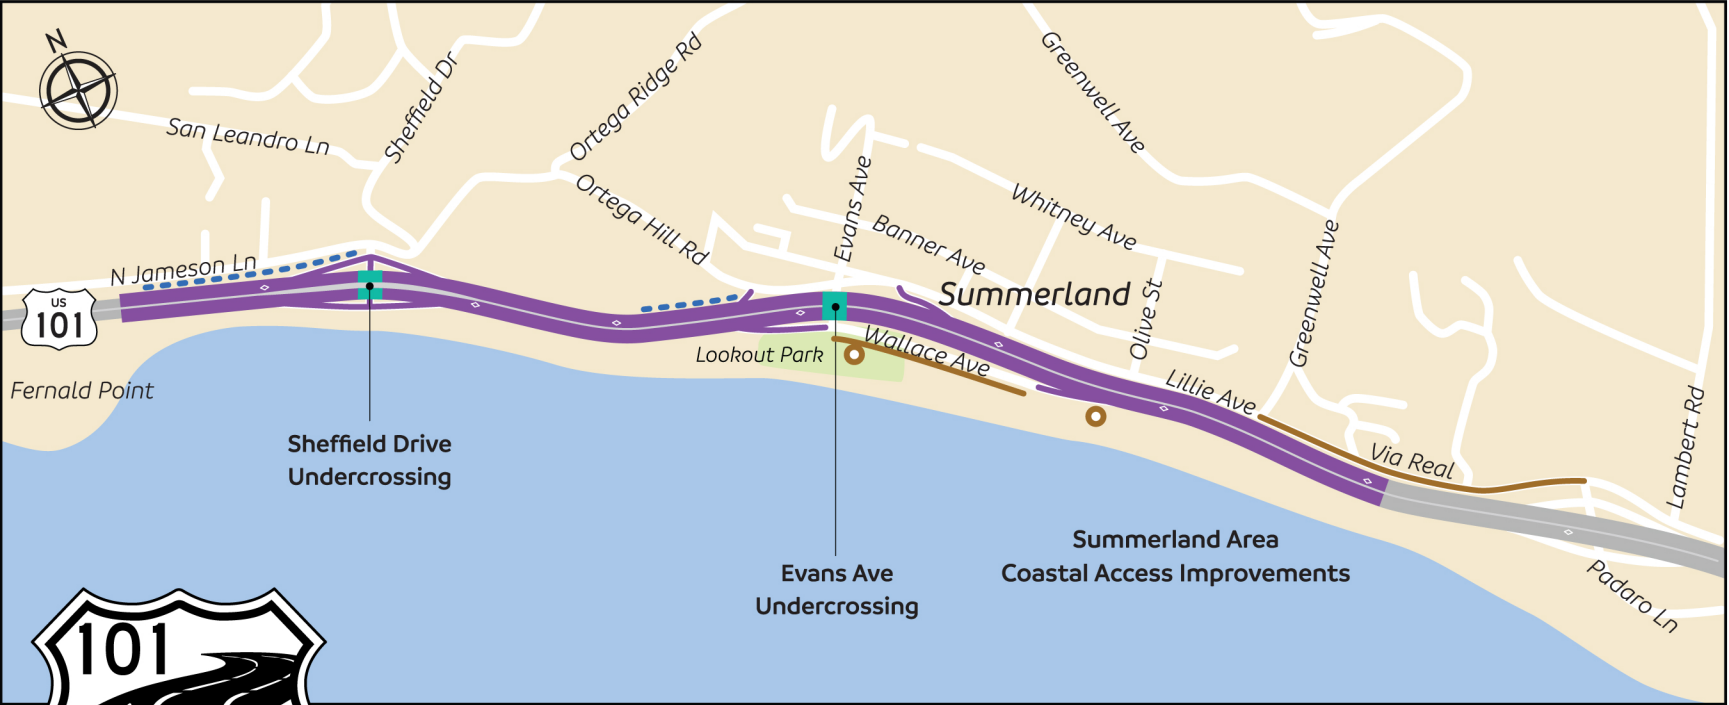 N
San Leandro Ln
Sheffield Dr
Ortega Ridge Rd
Ortega Hill Rd
Greenwell Ave
Evans Ave
Whitney Ave
Banner Ave
N Jameson Ln
Summerland
Olive St
Greenwell Ave
US
101
Lookout Park
Wallace Ave
Lillie Ave
Fernald Point
Via Real
Lambert Rd
Sheffield Drive
Undercrossing
Evans Ave
Undercrossing
Summerland Area
Coastal Access Improvements
Padaro Ln
101